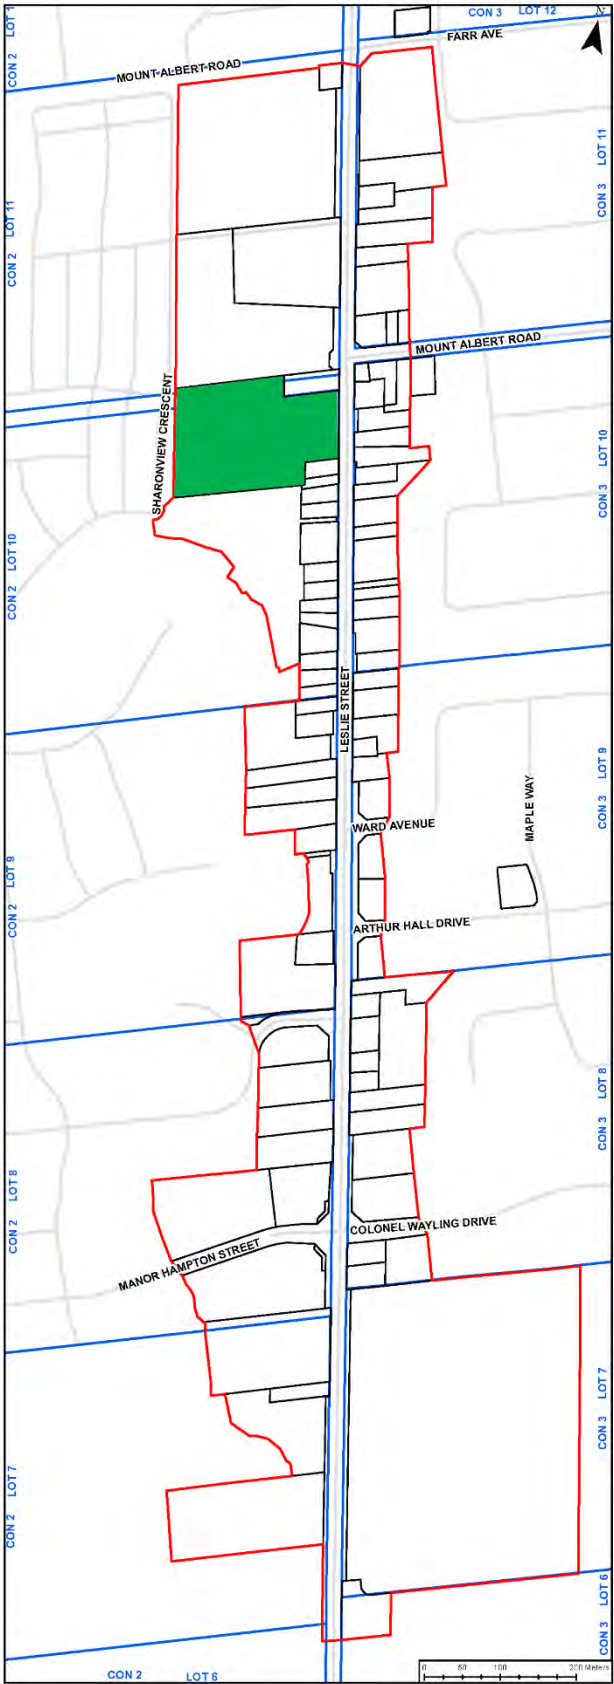 CON 3 LOT 12
N
FARR AVE
CON 2 LOT 1
MOUNT ALBERT ROAD
CON 3 LOT 11
CON 2 LOT 11
MOUNT ALBERT ROAD
SHARONVIEW CRESCENT
CON 3 LOT 10
CON 2 LOT 10
LESLIE STREET
CON 3 LOT 9
MAPLE WAY
WARD AVENUE
CON 2 LOT 9
ARTHUR HALL DRIVE
CON 3 LOT 8
CON 2 LOT 8
COLONEL WAYLING DRIVE
MANOR HAMPTON STREET
CON 3 LOT 7
CON 2 LOT 7
CON 3 LOT 6
0 50 100 200 Meters
CON 2 LOT 6